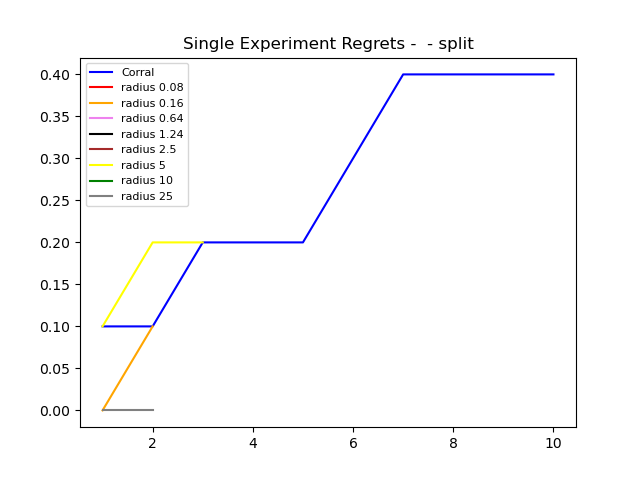 Single Experiment Regrets -  - split
0.40
0.35
0.30
0.25
0.20
0.15
0.10
0.05
0.00
Corral
radius 0.08
radius 0.16
radius 0.64
radius 1.24
radius 2.5
radius 5
radius 10
radius 25
2 4 6 8 10